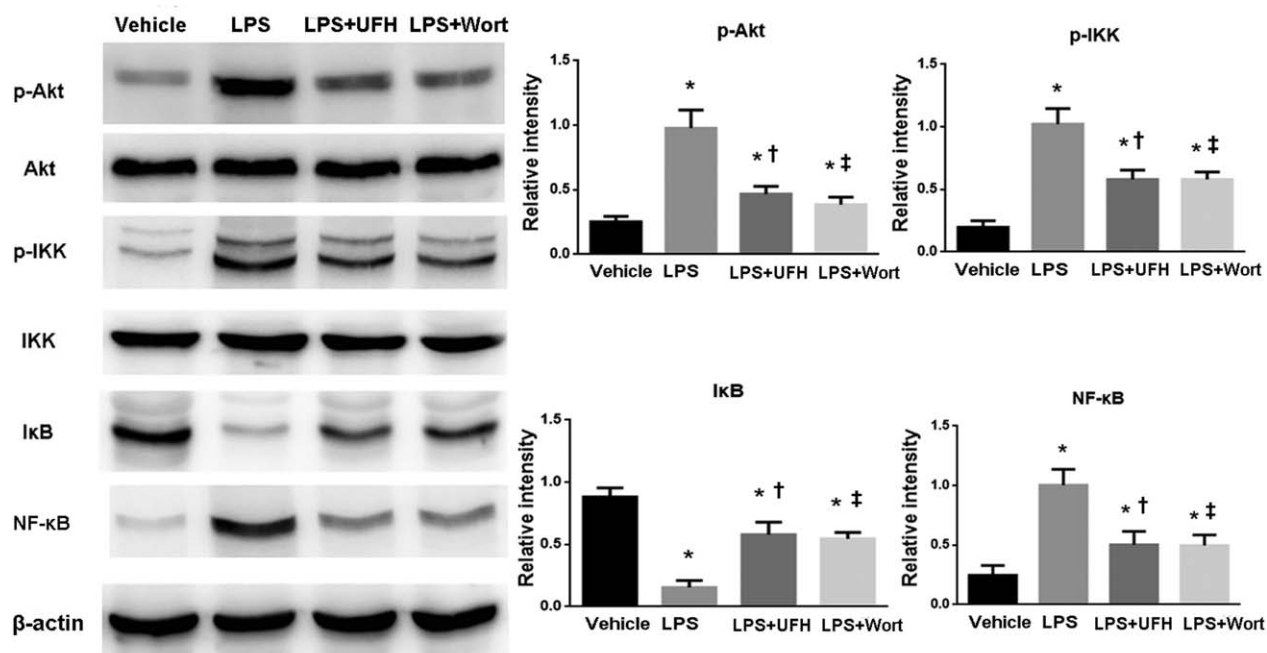 Vehicle LPS LPS+UFH LPS+Wort
p-Akt
Akt
p-IKK
IKK
IκB
NF-κB
β-actin
p-Akt
Relative intensity
1.5
1.0
0.5
0.0
*
* †
* ‡
Vehicle LPS LPS+UFH LPS+Wort
p-IKK
Relative intensity
1.5
1.0
0.5
0.0
*
* †
* ‡
Vehicle LPS LPS+UFH LPS+Wort
IκB
Relative intensity
1.5
1.0
0.5
0.0
*
* †
* ‡
Vehicle LPS LPS+UFH LPS+Wort
NF-κB
Relative intensity
1.5
1.0
0.5
0.0
*
* †
* ‡
Vehicle LPS LPS+UFH LPS+Wort